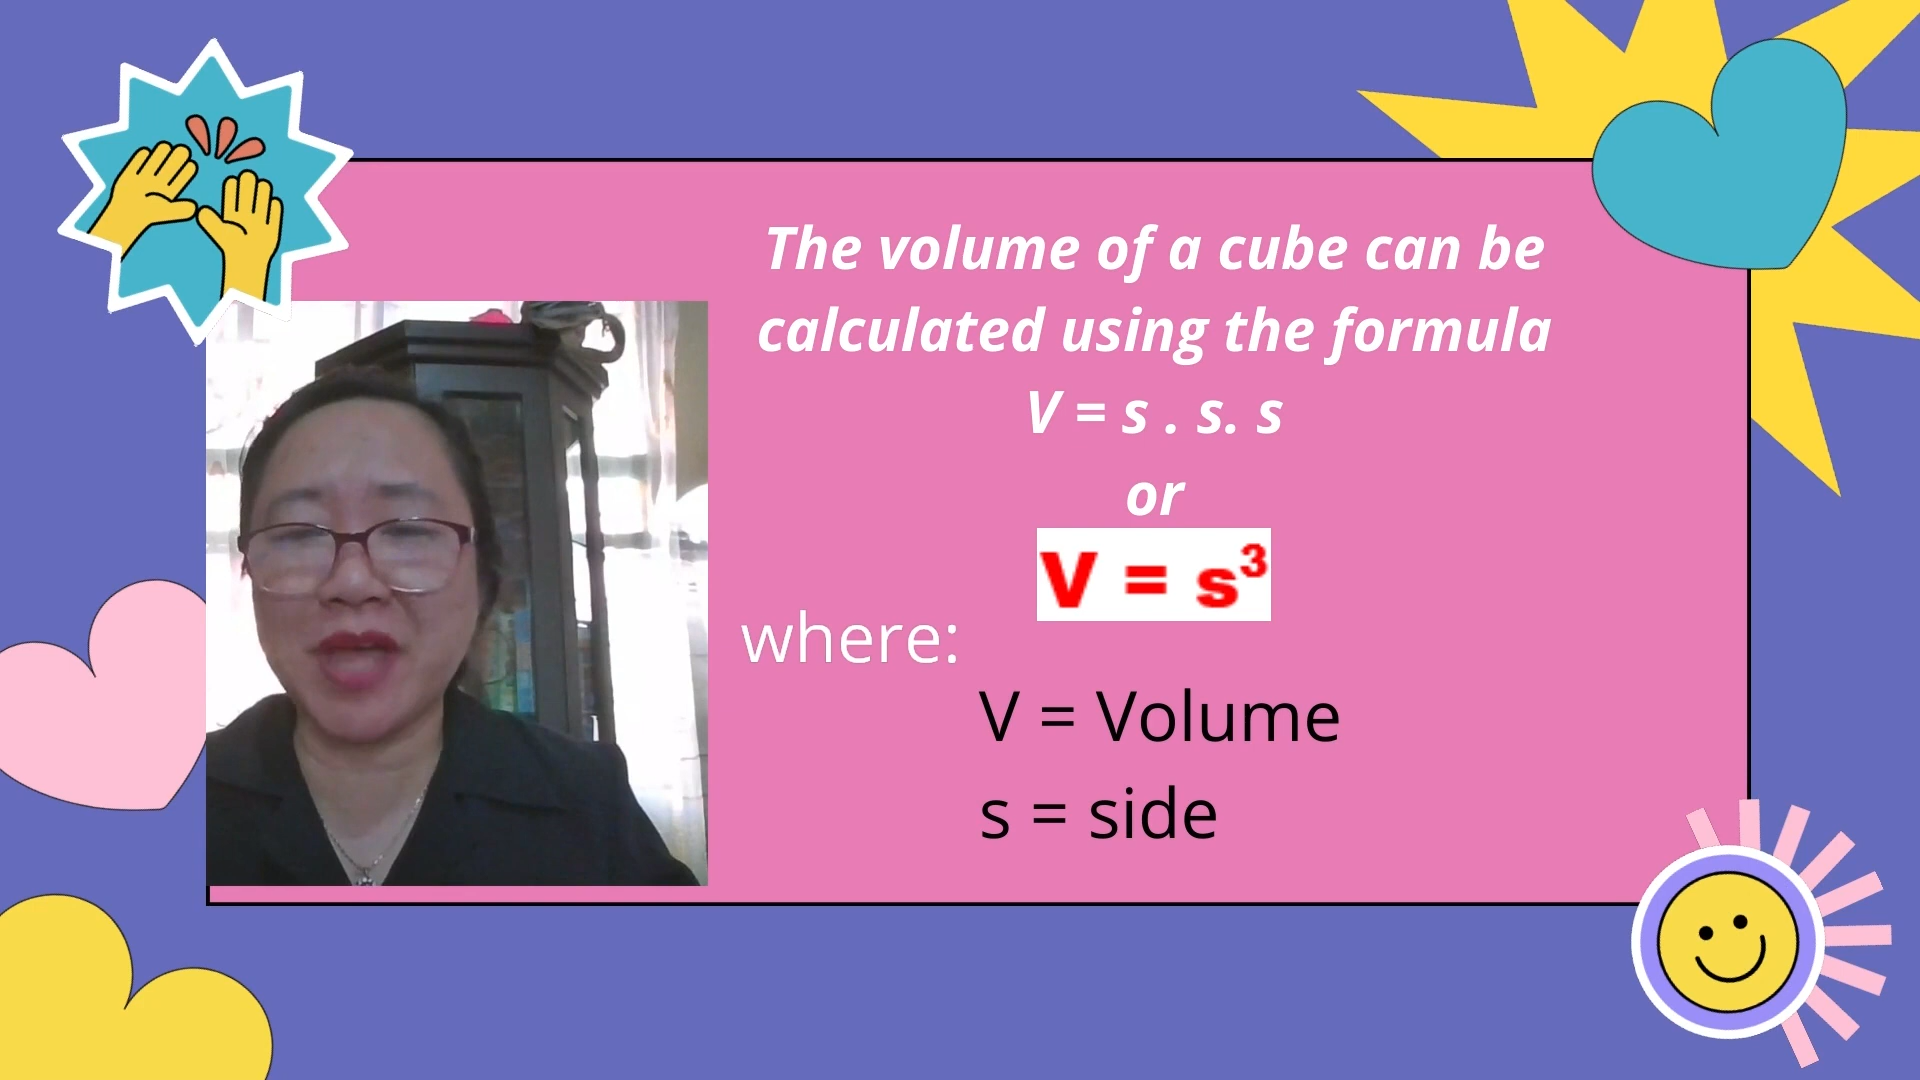 The volume of a cube can be
calculated using the formula
V = s . s. s
or
V = s³
where:
V = Volume
s = side